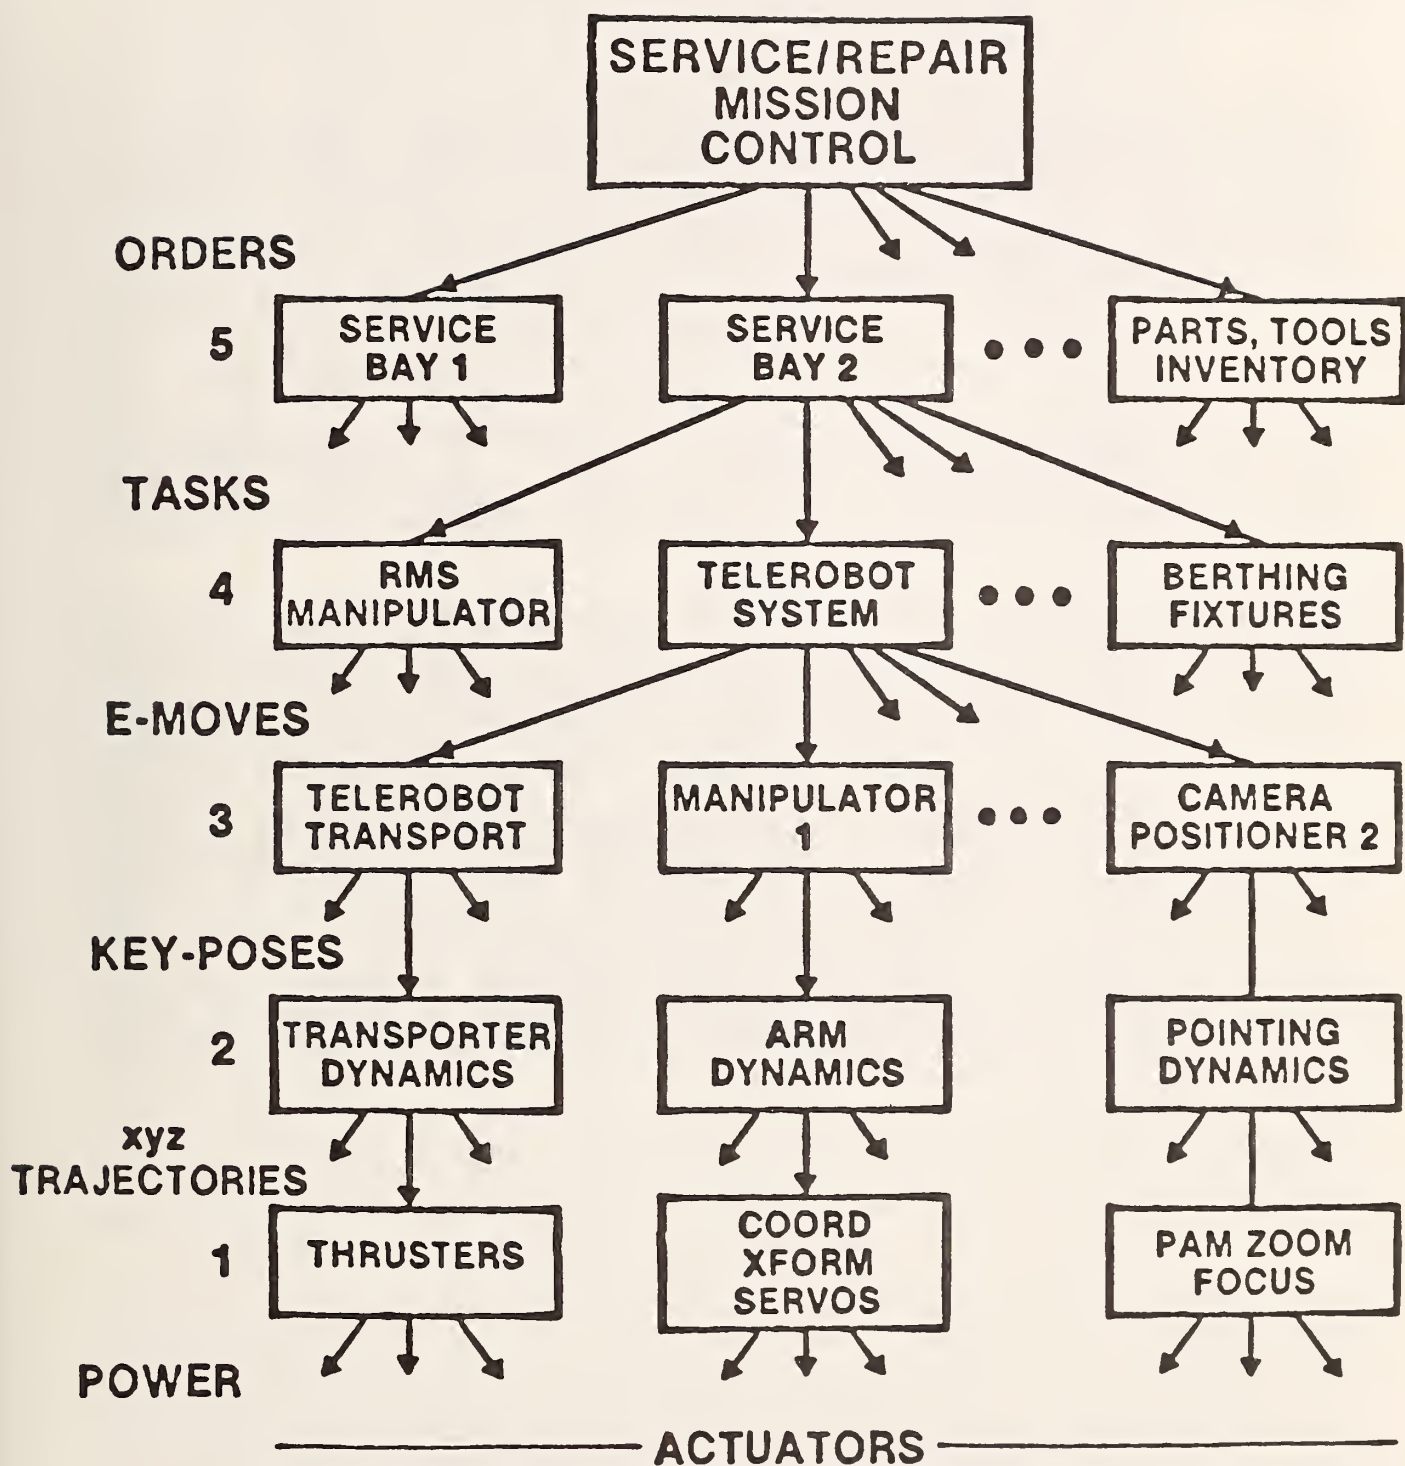 SERVICE/REPAIR
MISSION
CONTROL
ORDERS
5
SERVICE
BAY 1
SERVICE
BAY 2
PARTS, TOOLS
INVENTORY
TASKS
4
RMS
MANIPULATOR
TELEROBOT
SYSTEM
BERTHING
FIXTURES
E-MOVES
3
TELEROBOT
TRANSPORT
MANIPULATOR
1
CAMERA
POSITIONER 2
KEY-POSES
2
TRANSPORTER
DYNAMICS
ARM
DYNAMICS
POINTING
DYNAMICS
xyz
TRAJECTORIES
1
THRUSTERS
COORD
XFORM
SERVOS
PAM ZOOM
FOCUS
POWER
ACTUATORS